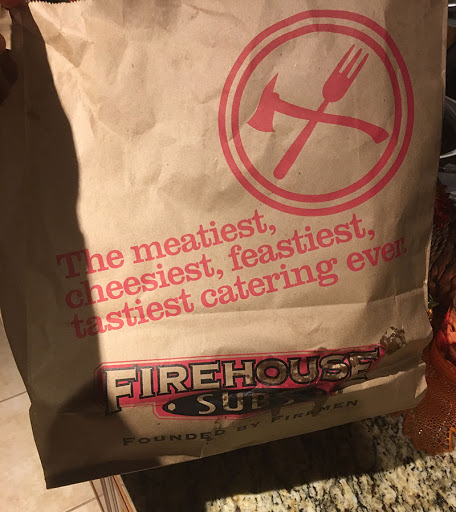 The meatiest,
cheesiest, feastiest,
tastiest catering ever.
FIREHOUSE
SUBS
FOUNDED BY FIREMEN